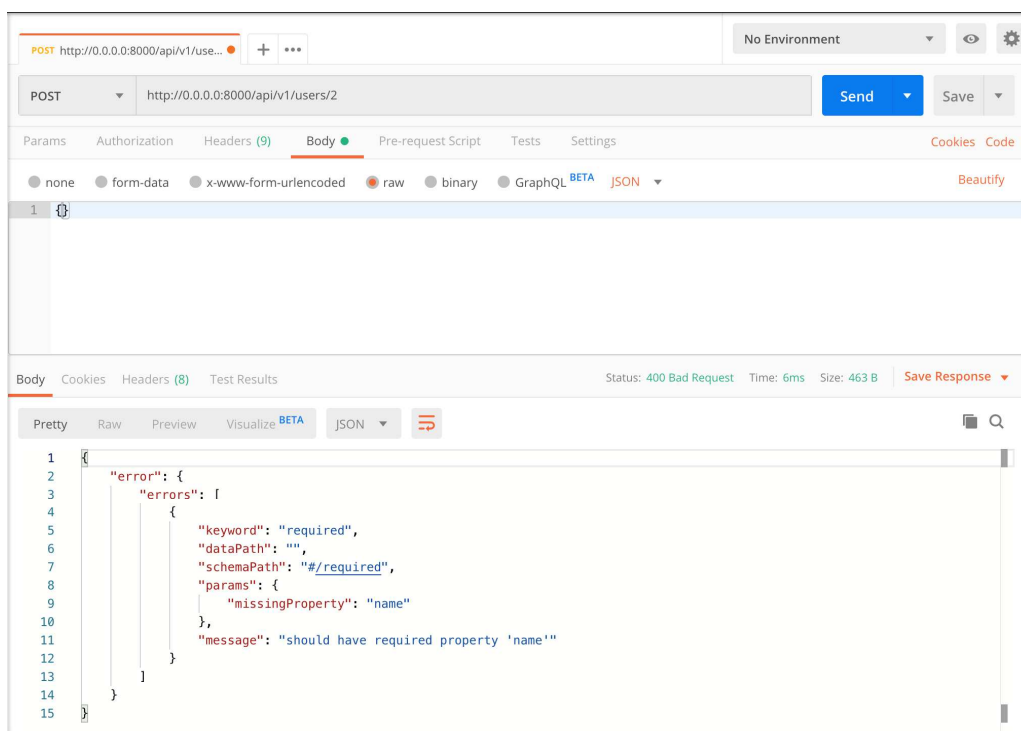 POST http://0.0.0.0:8000/api/v1/use... + ••• No Environment
POST http://0.0.0.0:8000/api/v1/users/2 Send Save
Params Authorization Headers (9) Body Pre-request Script Tests Settings Cookies Code
none form-data x-www-form-urlencoded raw binary GraphQL BETA JSON Beautify
1 {}
Body Cookies Headers (8) Test Results Status: 400 Bad Request Time: 6ms Size: 463 B Save Response
Pretty Raw Preview Visualize BETA JSON
1 {
2 "error": {
3 "errors": [
4 {
5 "keyword": "required",
6 "dataPath": "",
7 "schemaPath": "#/required",
8 "params": {
9 "missingProperty": "name"
10 },
11 "message": "should have required property 'name'"
12 }
13 ]
14 }
15 }